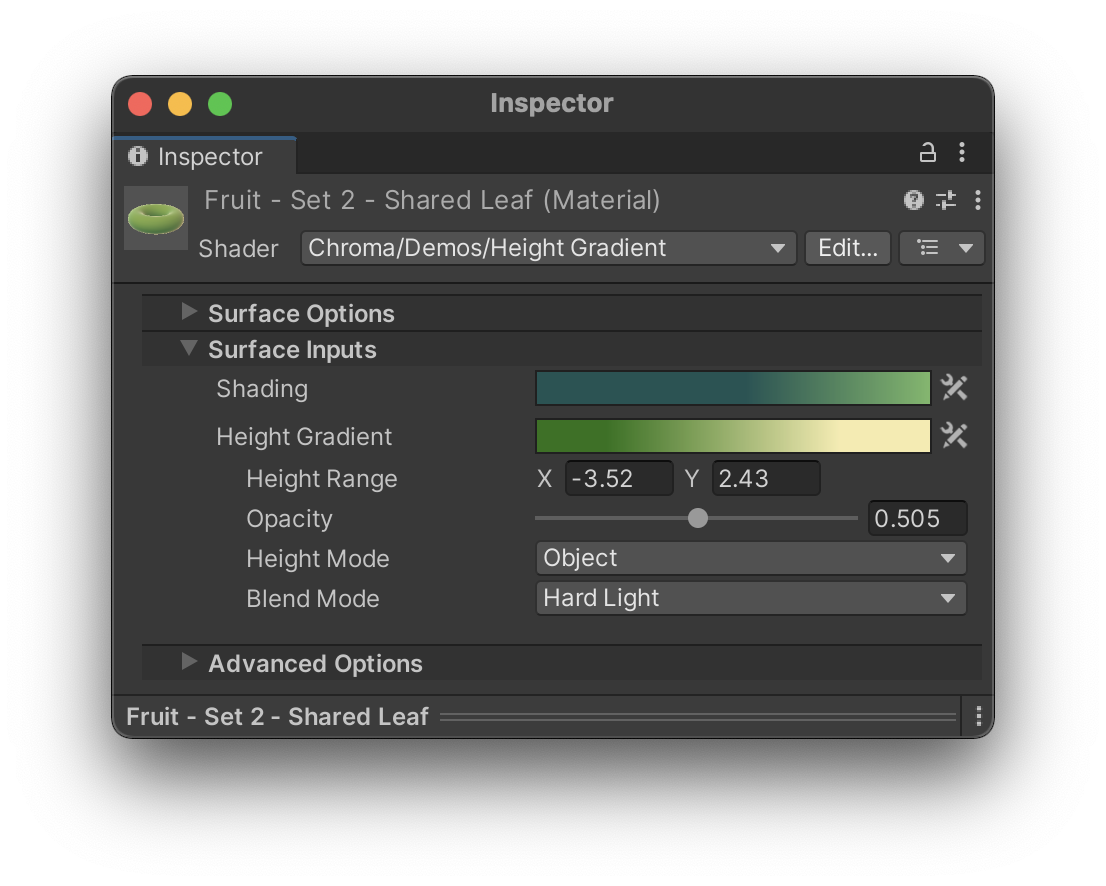 Inspector
Inspector
Fruit - Set 2 - Shared Leaf (Material)
Shader Chroma/Demos/Height Gradient Edit...
Surface Options
Surface Inputs
Shading
Height Gradient
Height Range X -3.52 Y 2.43
Opacity 0.505
Height Mode Object
Blend Mode Hard Light
Advanced Options
Fruit - Set 2 - Shared Leaf